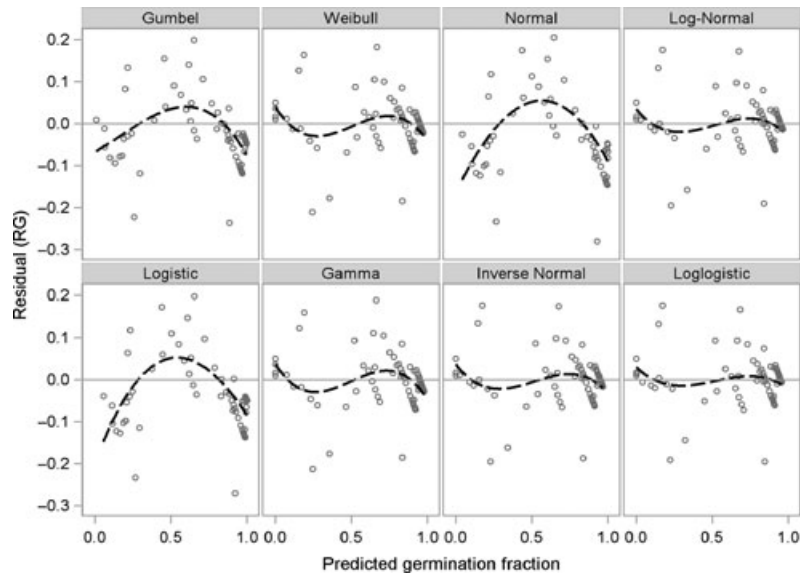 Gumbel Weibull Normal Log-Normal
0.2
0.1
0.0
−0.1
−0.2
−0.3
Residual (RG)
Logistic Gamma Inverse Normal Loglogistic
0.2
0.1
0.0
−0.1
−0.2
−0.3
0.0 0.5 1.0 0.0 0.5 1.0 0.0 0.5 1.0 0.0 0.5 1.0
Predicted germination fraction